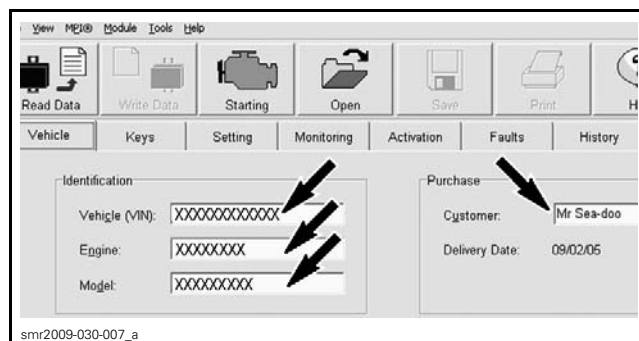 View MPI® Module Tools Help
Read Data Write Data Starting Open Save Print
Vehicle Keys Setting Monitoring Activation Faults History
Identification Purchase
Vehicle (VIN): XXXXXXXXXXXX Customer: Mr Sea-doo
Engine: XXXXXXXX Delivery Date: 09/02/05
Model: XXXXXXXXX
smr2009-030-007_a